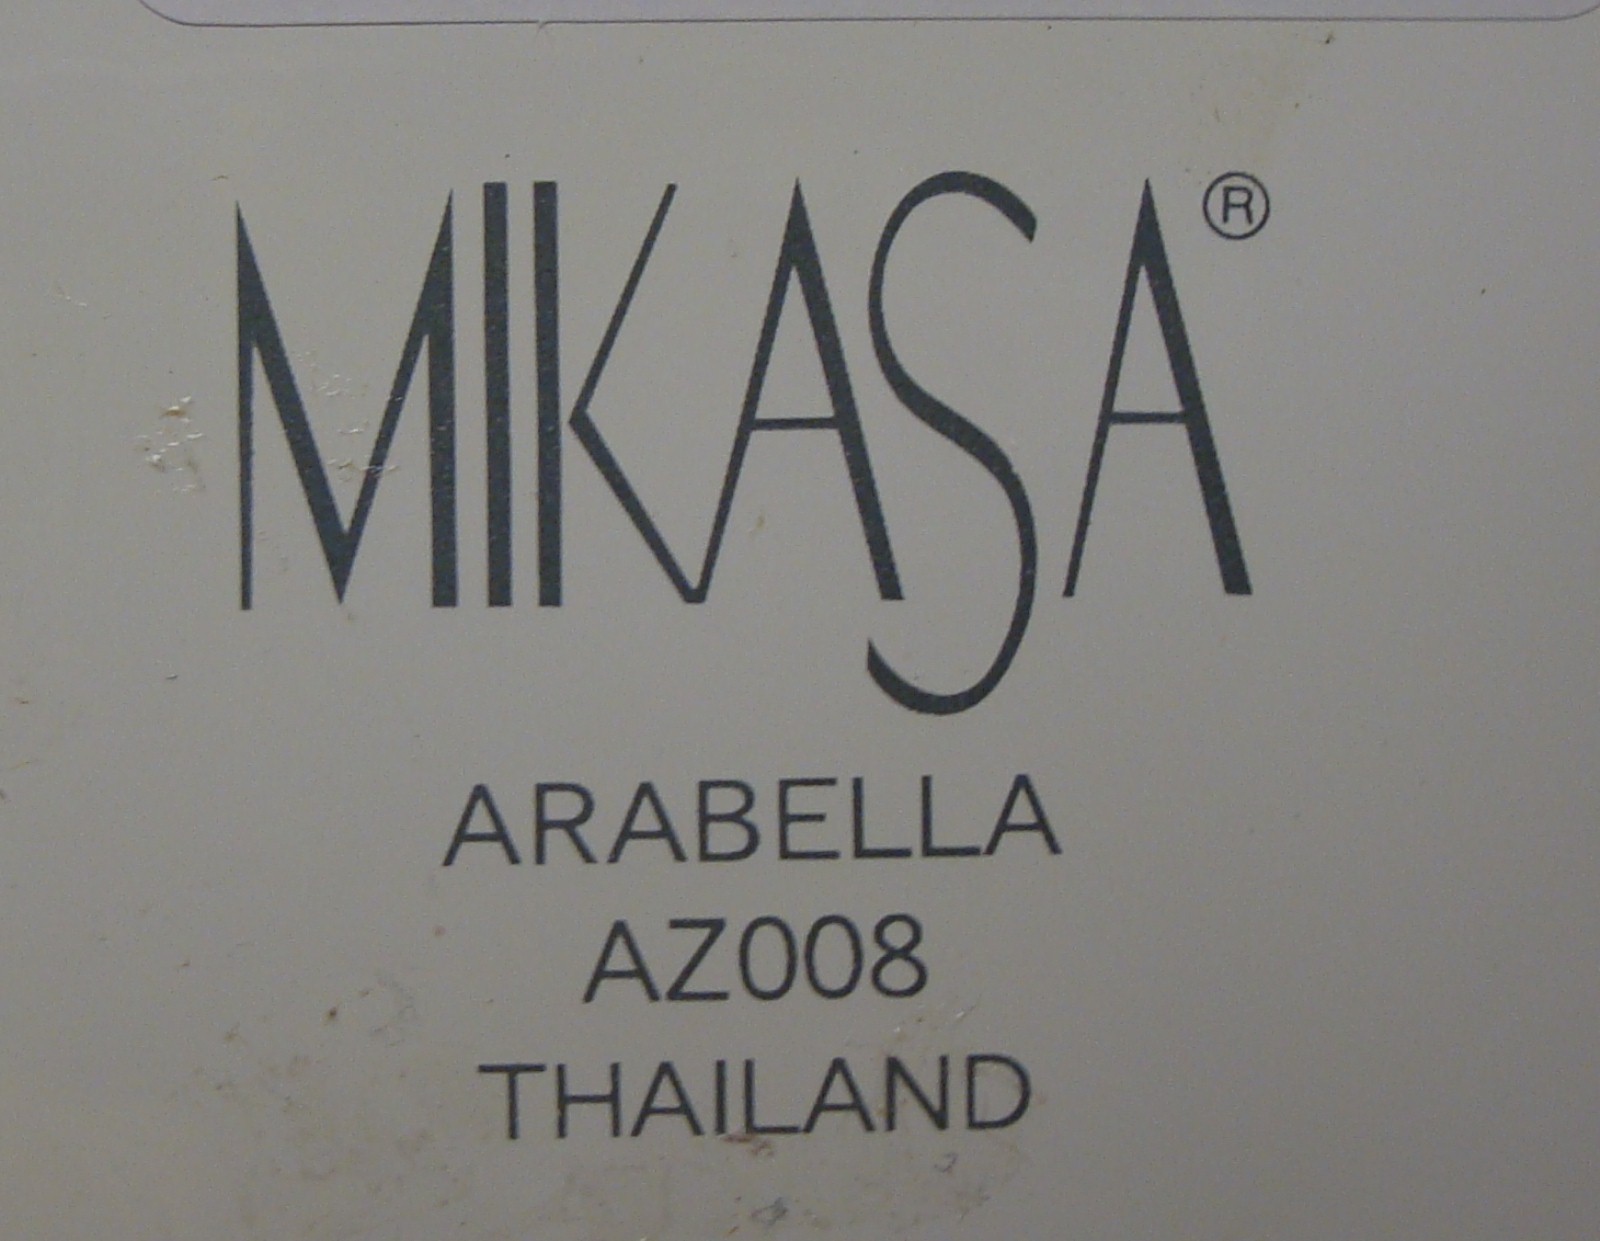 MIKASA®
ARABELLA
AZ008
THAILAND